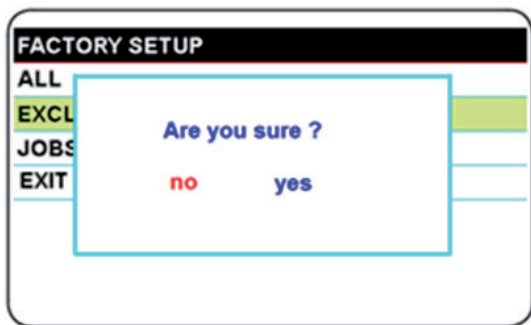 FACTORY SETUP
ALL
EXCL
JOBS
EXIT
Are you sure ?
no yes